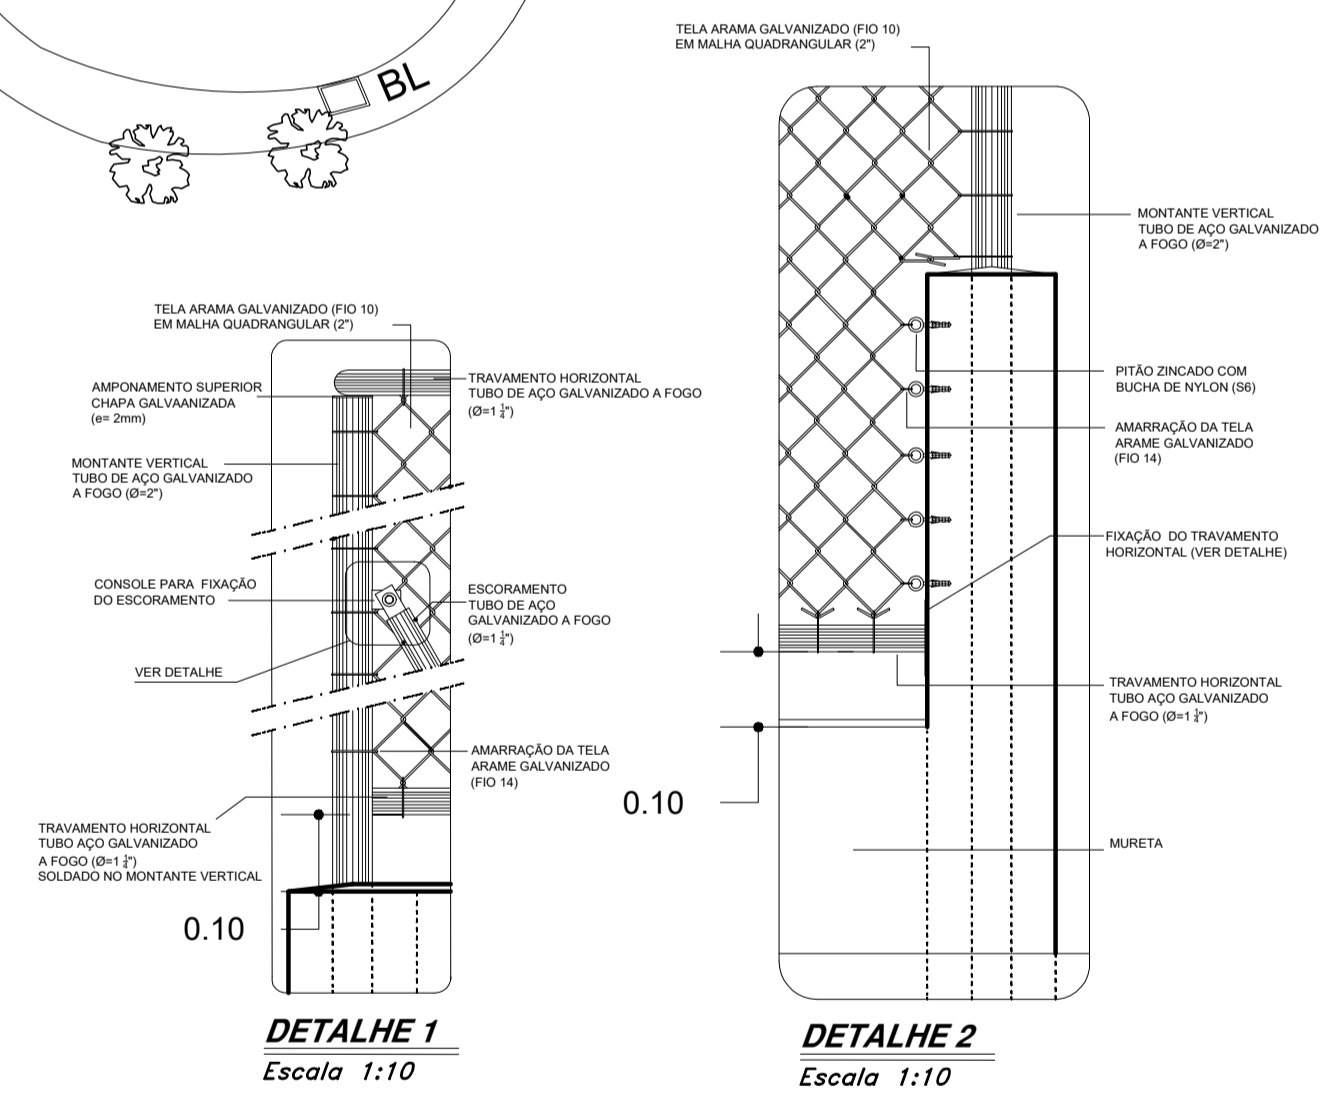 BL
TELA ARAMA GALVANIZADO (FIO 10)
EM MALHA QUADRANGULAR (2")
AMPONAMENTO SUPERIOR
CHAPA GALVAANIZADA
(e= 2mm)
TRAVAMENTO HORIZONTAL
TUBO DE AÇO GALVANIZADO A FOGO
(Ø=1 1/4")
MONTANTE VERTICAL
TUBO DE AÇO GALVANIZADO
A FOGO (Ø=2")
CONSOLE PARA FIXAÇÃO
DO ESCORAMENTO
ESCORAMENTO
TUBO DE AÇO
GALVANIZADO A FOGO
(Ø=1 1/4")
VER DETALHE
AMARRAÇÃO DA TELA
ARAME GALVANIZADO
(FIO 14)
TRAVAMENTO HORIZONTAL
TUBO AÇO GALVANIZADO
A FOGO (Ø=1 1/4")
SOLDADO NO MONTANTE VERTICAL
0.10
DETALHE 1
Escala 1:10
TELA ARAMA GALVANIZADO (FIO 10)
EM MALHA QUADRANGULAR (2")
MONTANTE VERTICAL
TUBO DE AÇO GALVANIZADO
A FOGO (Ø=2")
PITÃO ZINCADO COM
BUCHA DE NYLON (S6)
AMARRAÇÃO DA TELA
ARAME GALVANIZADO
(FIO 14)
FIXAÇÃO DO TRAVAMENTO
HORIZONTAL (VER DETALHE)
TRAVAMENTO HORIZONTAL
TUBO AÇO GALVANIZADO
A FOGO (Ø=1 1/4")
0.10
MURETA
DETALHE 2
Escala 1:10